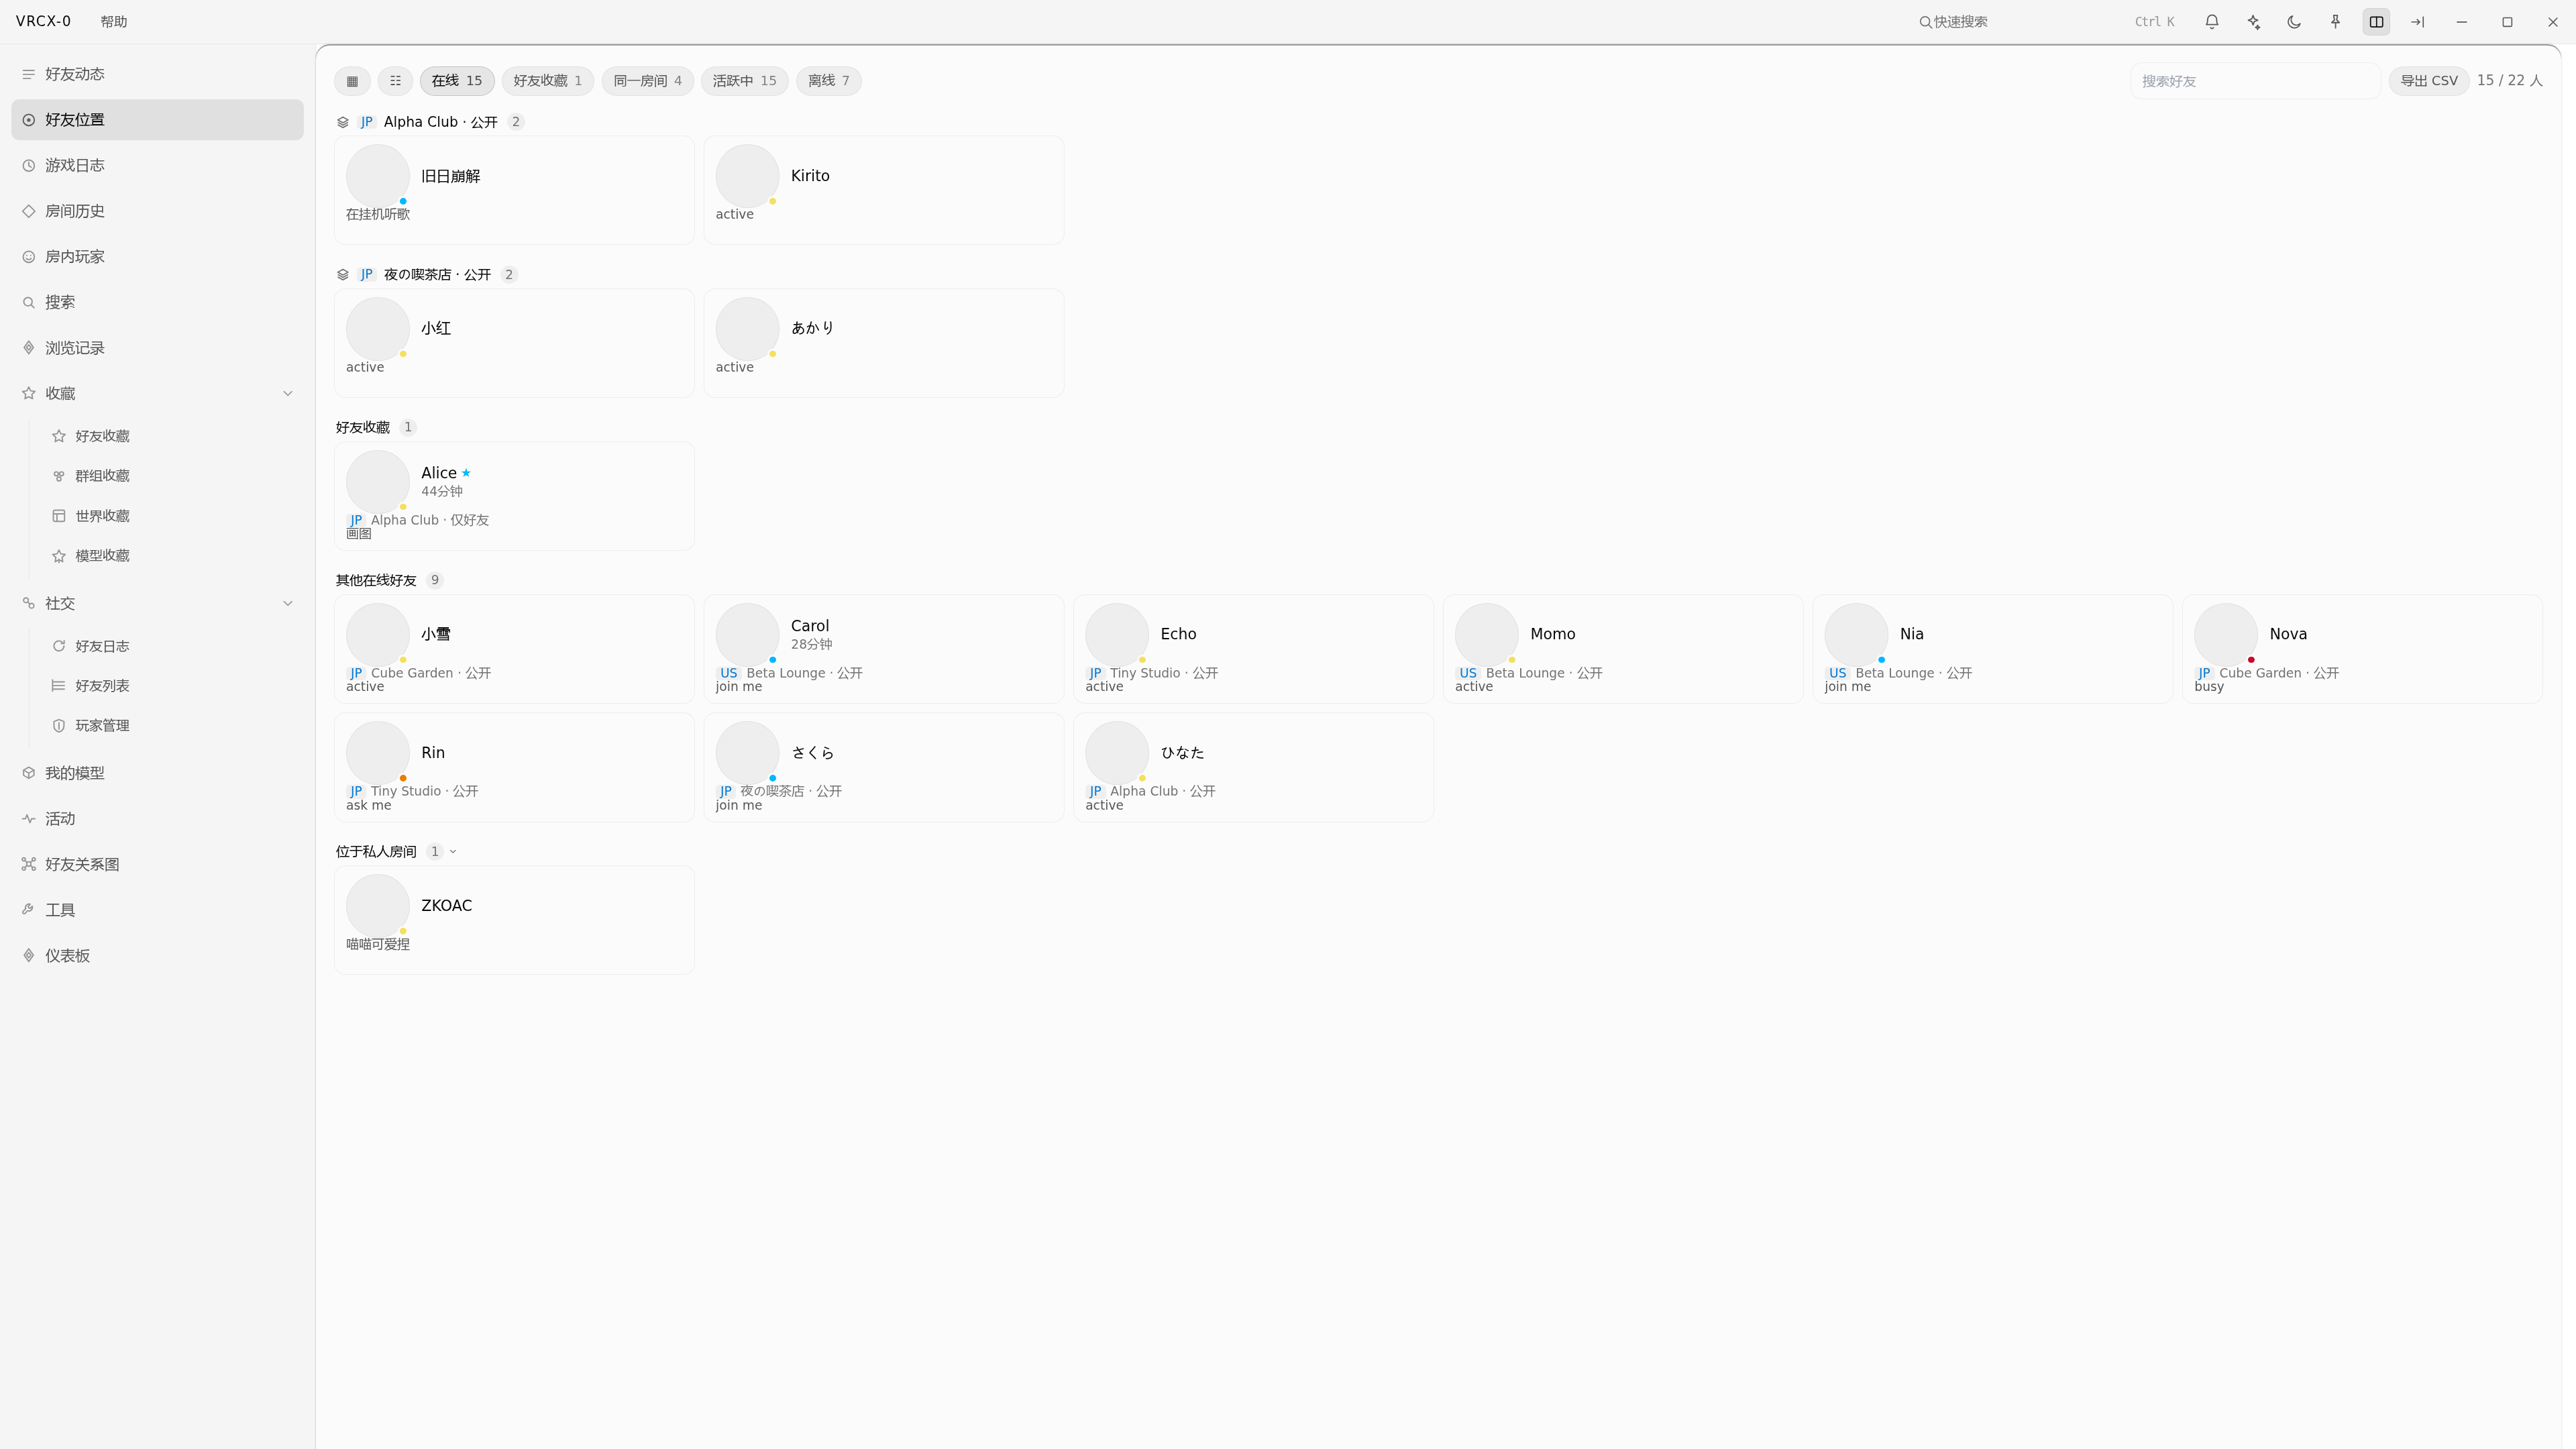 VRCX-0 帮助 快速搜索 Ctrl K
好友动态
好友位置
游戏日志
房间历史
房内玩家
搜索
浏览记录
收藏
好友收藏
群组收藏
世界收藏
模型收藏
社交
好友日志
好友列表
玩家管理
我的模型
活动
好友关系图
工具
仪表板
在线 15 好友收藏 1 同一房间 4 活跃中 15 离线 7 搜索好友 导出 CSV 15 / 22 人
JP Alpha Club · 公开 2
旧日崩解
在挂机听歌
Kirito
active
JP 夜の喫茶店 · 公开 2
小红
active
あかり
active
好友收藏 1
Alice ★
44分钟
JP Alpha Club · 仅好友
画图
其他在线好友 9
小雪
JP Cube Garden · 公开
active
Carol
28分钟
US Beta Lounge · 公开
join me
Echo
JP Tiny Studio · 公开
active
Momo
US Beta Lounge · 公开
active
Nia
US Beta Lounge · 公开
join me
Nova
JP Cube Garden · 公开
busy
Rin
JP Tiny Studio · 公开
ask me
さくら
JP 夜の喫茶店 · 公开
join me
ひなた
JP Alpha Club · 公开
active
位于私人房间 1
ZKOAC
喵喵可爱捏